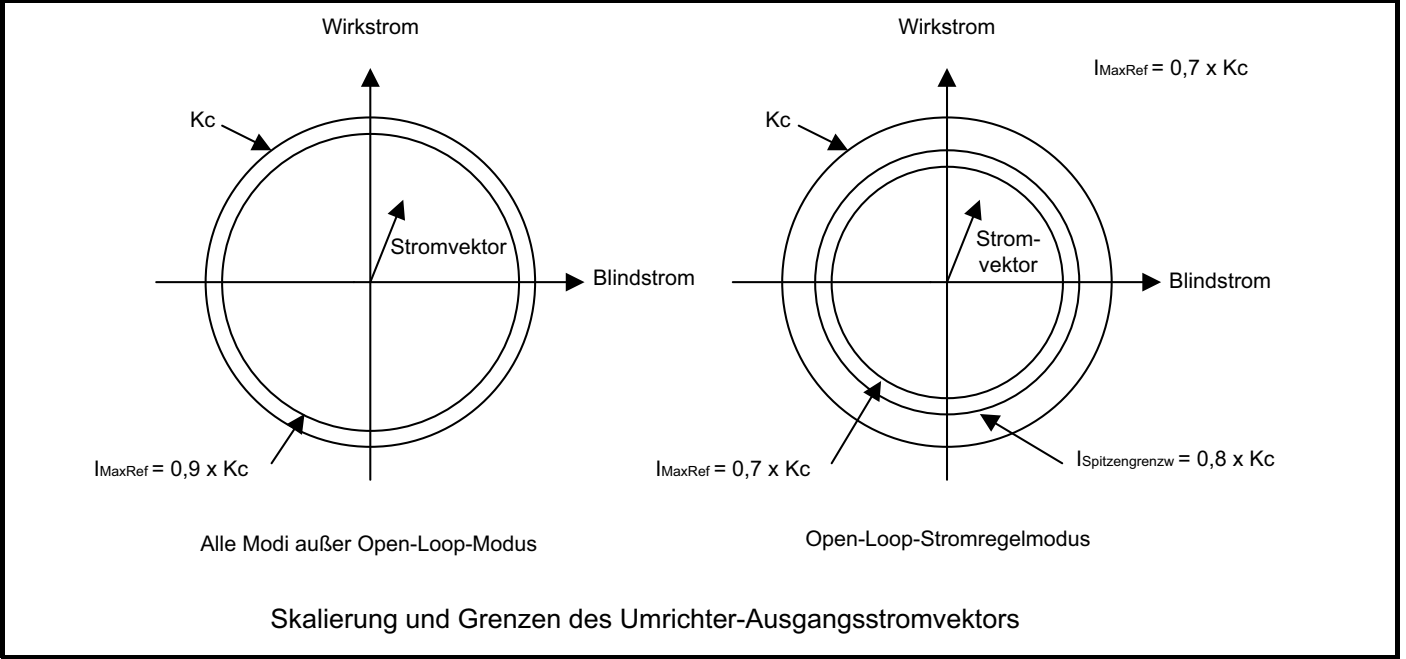 Wirkstrom
Kc
Stromvektor
Blindstrom
IMaxRef = 0,9 x Kc
Alle Modi außer Open-Loop-Modus
Wirkstrom
IMaxRef = 0,7 x Kc
Kc
Strom-
vektor
Blindstrom
IMaxRef = 0,7 x Kc
ISpitzengrenzw = 0,8 x Kc
Open-Loop-Stromregelmodus
Skalierung und Grenzen des Umrichter-Ausgangsstromvektors